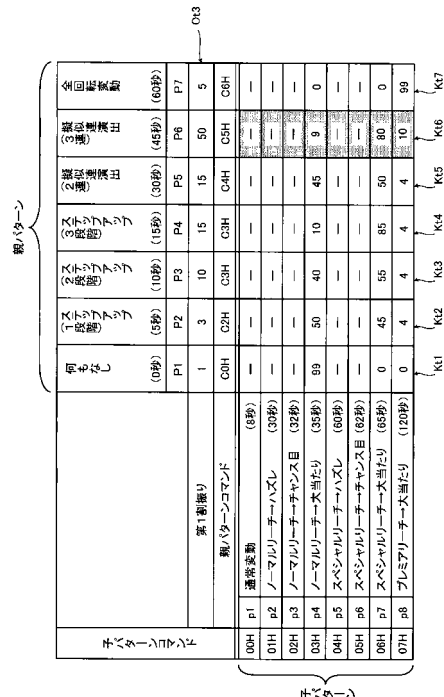 親パターン
何もなし (0秒) ステップアップ(1段階) (5秒) ステップアップ(2段階) (10秒) ステップアップ(3段階) (15秒) 擬似連演出(2連) (30秒) 擬似連演出(3連) (45秒) 全回転変動 (60秒)
P1 P2 P3 P4 P5 P6 P7
第1割振り 1 3 10 15 15 50 5 Ot3
子パターンコマンド 親パターンコマンド C0H C2H C3H C3H C4H C5H C6H
00H p1 通常変動 (8秒) — — — — — — —
01H p2 ノーマルリーチ→ハズレ (30秒) — — — — — — —
02H p3 ノーマルリーチ→チャンス目 (32秒) — — — — — — —
03H p4 ノーマルリーチ→大当たり (35秒) 99 50 40 10 45 9 0
04H p5 スペシャルリーチ→ハズレ (60秒) — — — — — — —
05H p6 スペシャルリーチ→チャンス目 (62秒) — — — — — — —
06H p7 スペシャルリーチ→大当たり (65秒) 0 45 55 85 50 80 0
07H p8 プレミアリーチ→大当たり (120秒) 0 4 4 4 4 10 99
子パターン
Kt1 Kt2 Kt3 Kt4 Kt5 Kt6 Kt7